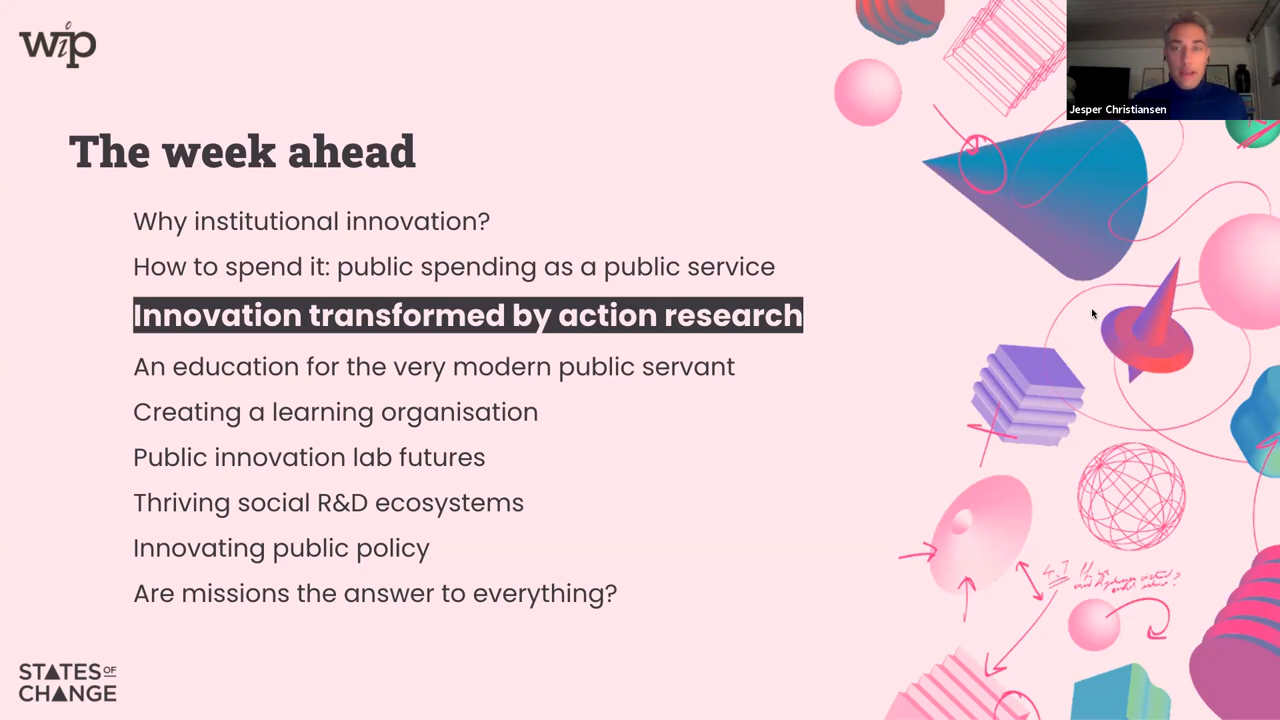 wip
Jesper Christiansen
The week ahead
Why institutional innovation?
How to spend it: public spending as a public service
Innovation transformed by action research
An education for the very modern public servant
Creating a learning organisation
Public innovation lab futures
Thriving social R&D ecosystems
Innovating public policy
Are missions the answer to everything?
STATES OF
CHANGE